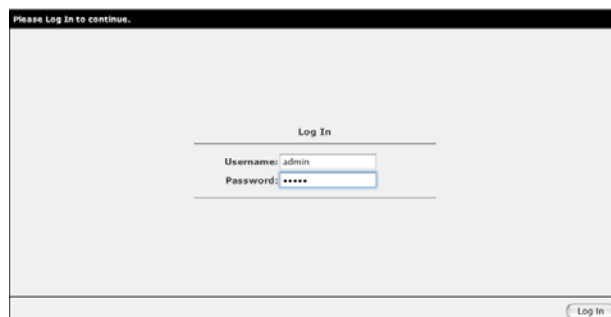 Please Log In to continue.
Log In
Username: admin
Password: •••••
Log In